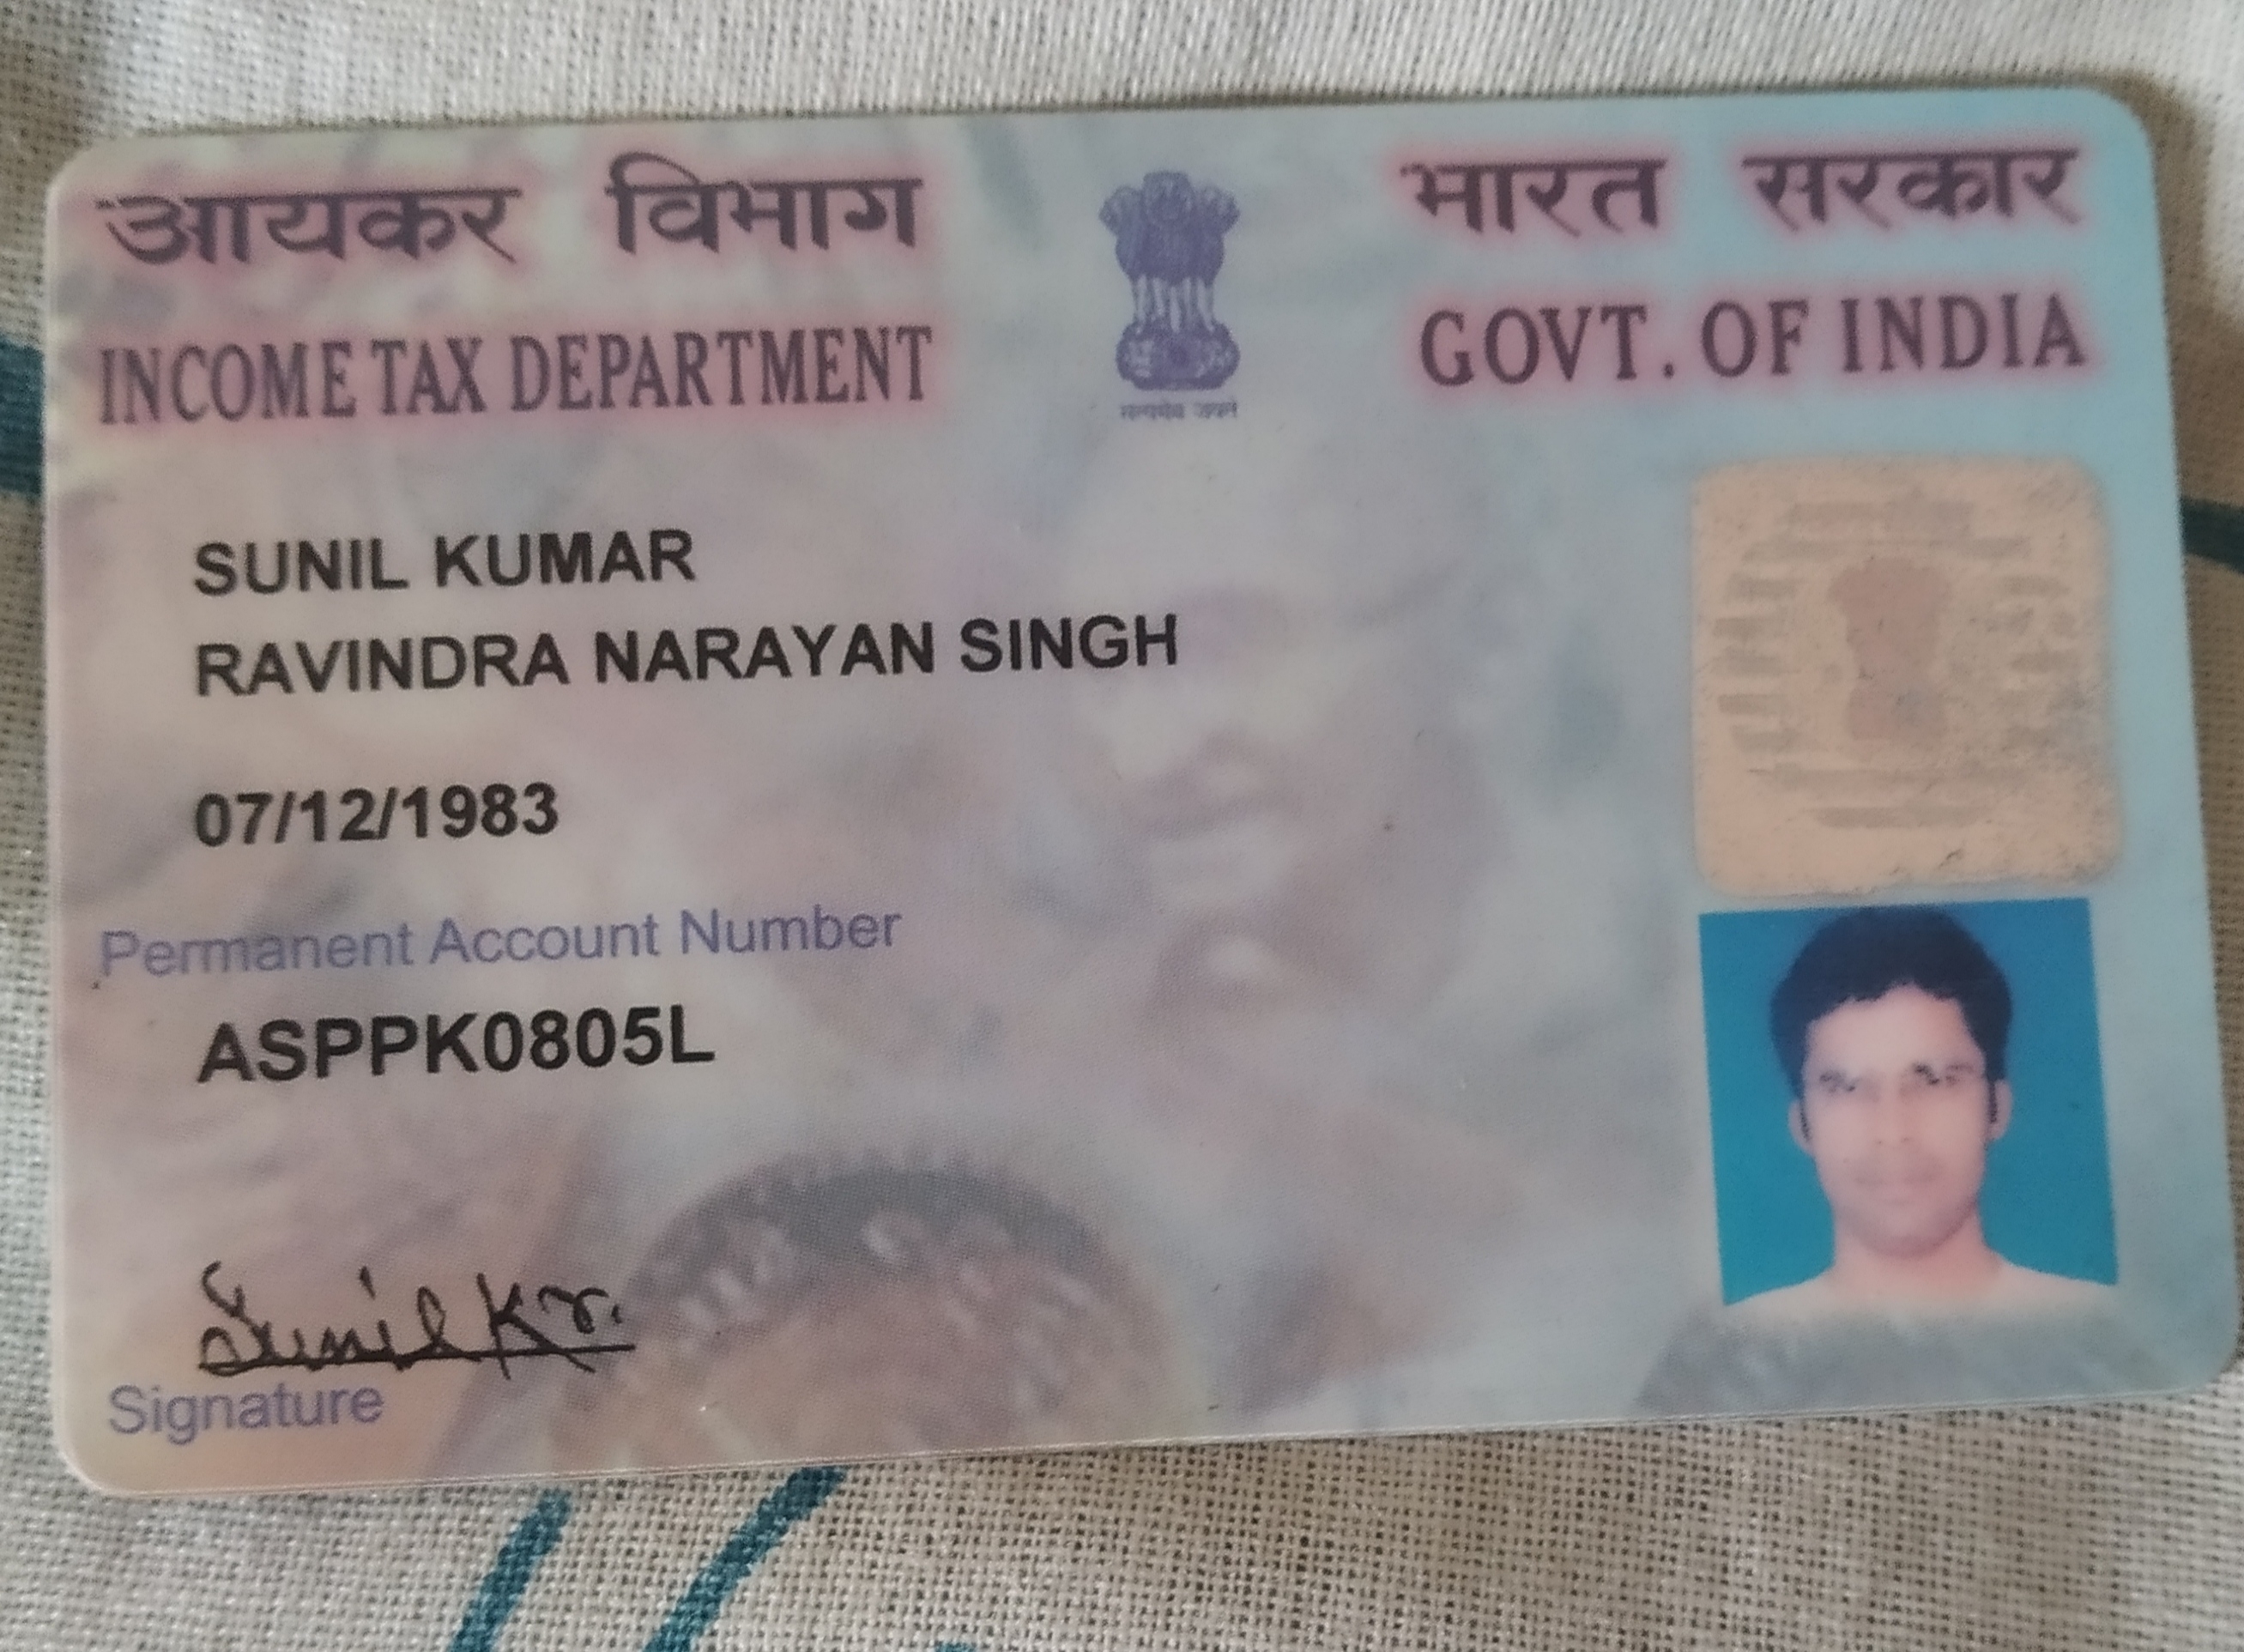 आयकर विभाग
INCOME TAX DEPARTMENT
सत्यमेव जयते
भारत सरकार
GOVT. OF INDIA
SUNIL KUMAR
RAVINDRA NARAYAN SINGH
07/12/1983
Permanent Account Number
ASPPK0805L
Sunil Kr.
Signature